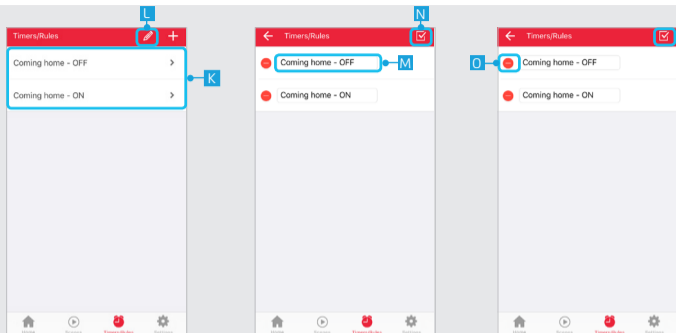 L
N
Timers/Rules
Timers/Rules
Timers/Rules
Coming home - OFF
Coming home - OFF
M
O
Coming home - OFF
K
Coming home - ON
Coming home - ON
Coming home - ON